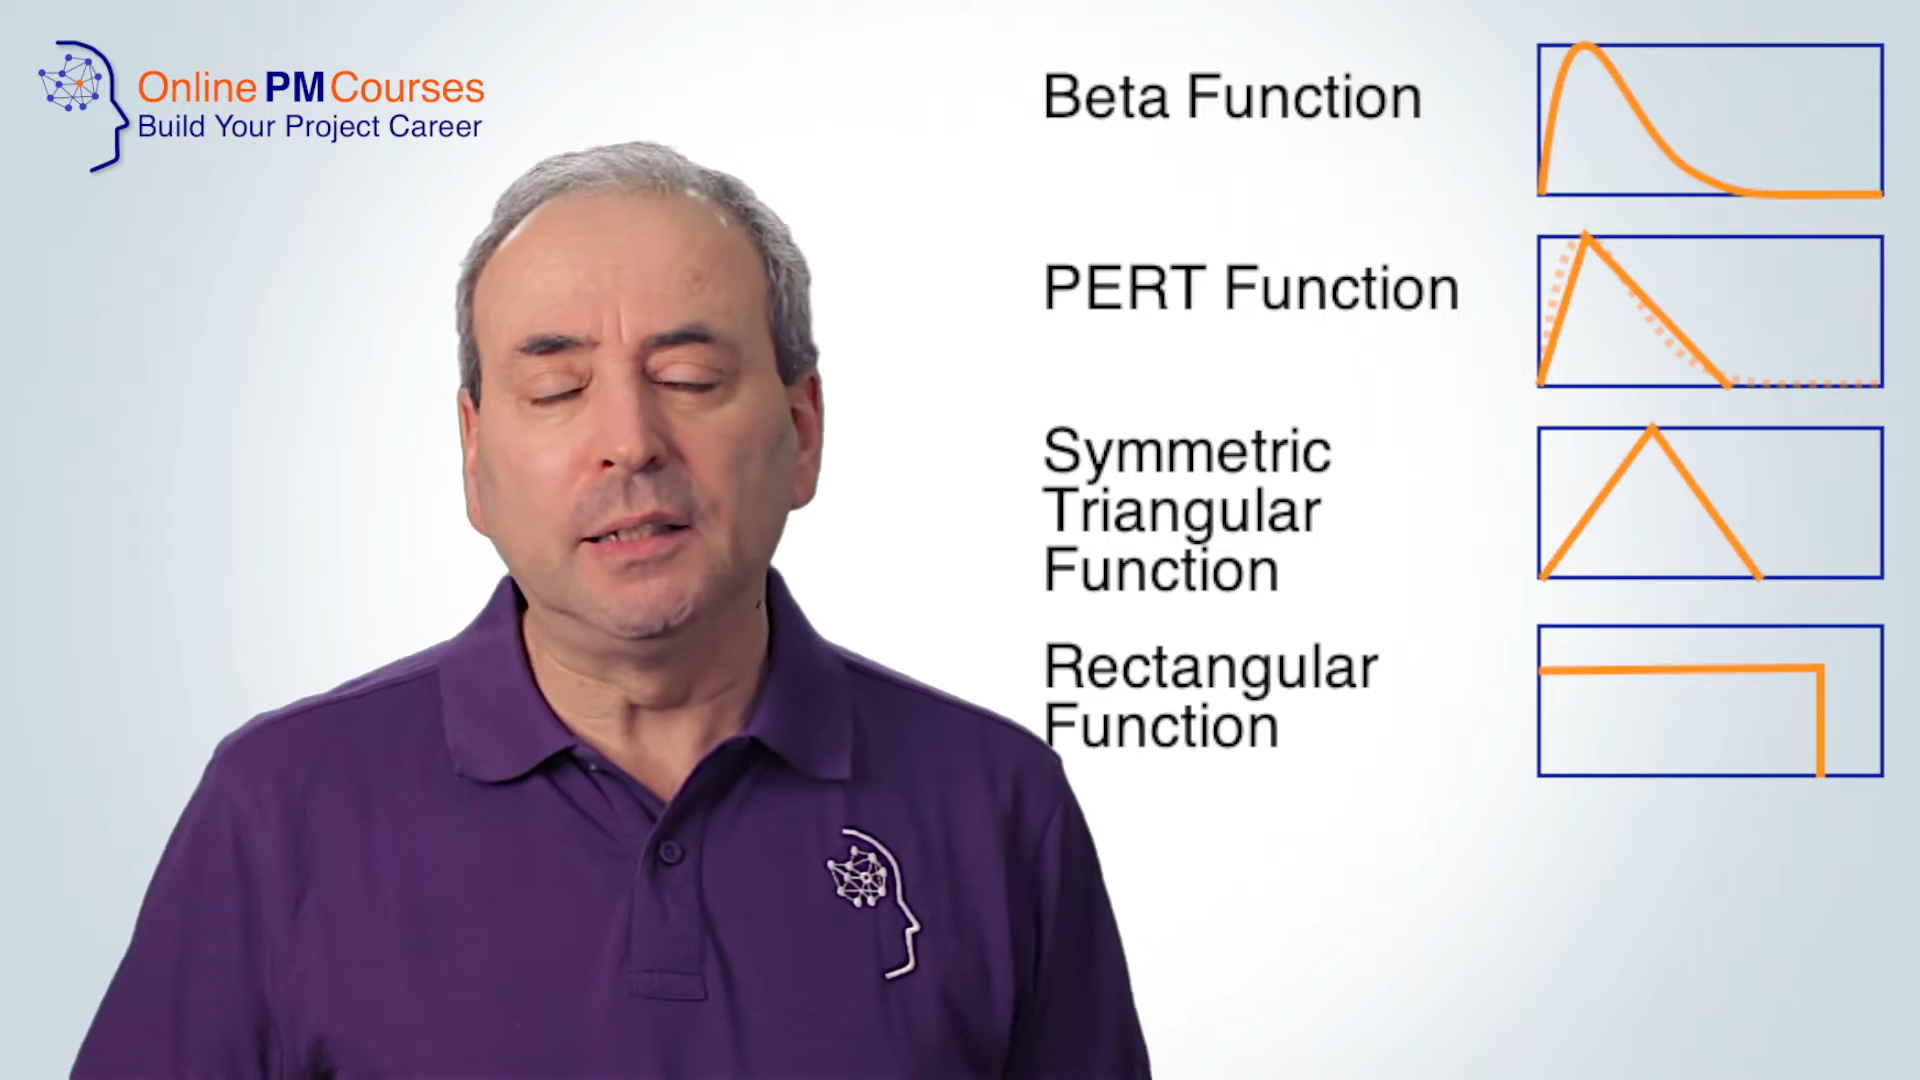 Online PM Courses
Build Your Project Career
Beta Function
PERT Function
Symmetric
Triangular
Function
Rectangular
Function